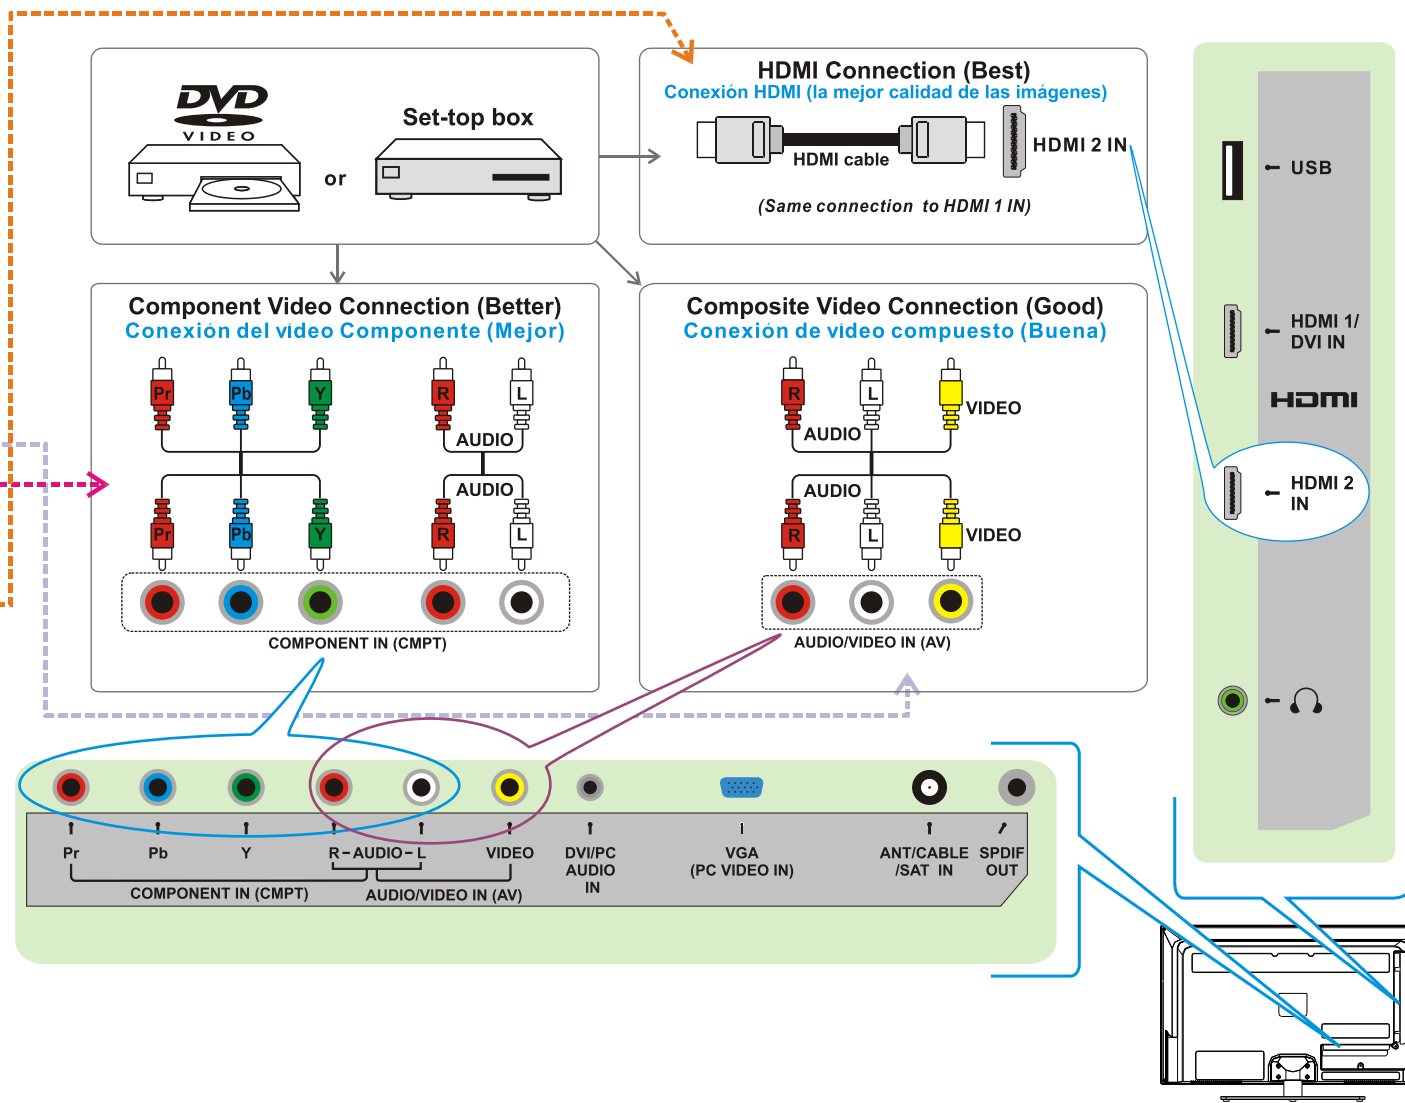 DVD
VIDEO
Set-top box
or
HDMI Connection (Best)
Conexión HDMI (la mejor calidad de las imágenes)
HDMI cable
HDMI 2 IN
(Same connection to HDMI 1 IN)
Component Video Connection (Better)
Conexión del vídeo Componente (Mejor)
Pr Pb Y R L
AUDIO
AUDIO
Pr Pb Y R L
COMPONENT IN (CMPT)
Composite Video Connection (Good)
Conexión de vídeo compuesto (Buena)
R L VIDEO
AUDIO
AUDIO
R L VIDEO
AUDIO/VIDEO IN (AV)
USB
HDMI 1/
DVI IN
HDMI
HDMI 2
IN
Pr Pb Y R-AUDIO-L VIDEO
COMPONENT IN (CMPT)
AUDIO/VIDEO IN (AV)
DVI/PC
AUDIO
IN
VGA
(PC VIDEO IN)
ANT/CABLE
/SAT IN
SPDIF
OUT